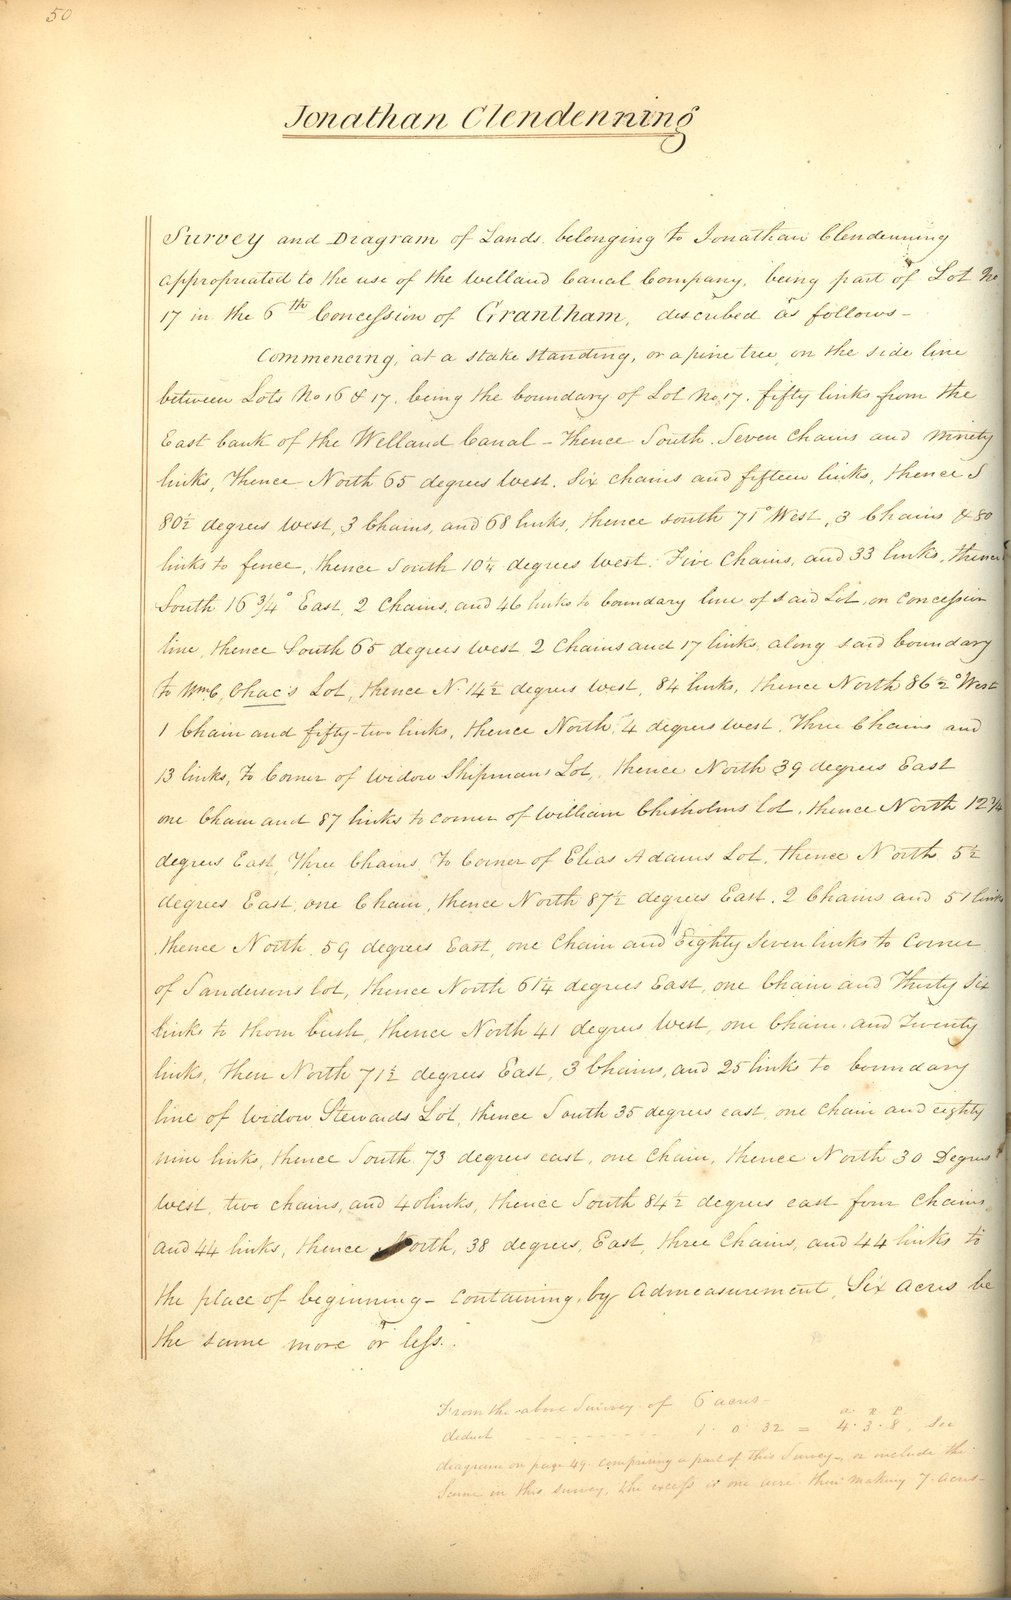 50
Jonathan Clendenning
Survey and Diagram of Lands belonging to Jonathan Clendenning
appropriated to the use of the Welland Canal Company, being part of Lot No
17 in the 6th Concession of Grantham, described as follows -
Commencing, at a stake standing, or a pine tree, on the side line
between Lots No 16 & 17, being the boundary of Lot No. 17. fifty links from the
East bank of the Welland Canal - Thence South Seven Chains and Ninety
links, Thence North 65 degrees West. Six chains and fifteen links, thence S
80½ degrees west, 3 Chains, and 68 links, thence South 71° West, 3 Chains & 80
links to fence, thence South 10¼ degrees west. Five Chains, and 33 links, thence
South 16¾° East, 2 Chains, and 46 links to boundary line of said Lot, on concession
line, thence South 65 degrees west 2 Chains and 17 links, along said boundary
to Wm C. Chace's Lot, thence N. 14½ degrees west, 84 links, thence North 86½° West
1 Chain and fifty-two links, thence North 4 degrees west, Three Chains and
13 links, To Corner of Widow Shipmans Lot, thence North 39 degrees East
one Chain and 87 links to corner of William Chisholms lot, thence North 12¾
degrees East, Three Chains To Corner of Elias Adams Lot. thence North 5½
degrees East, one Chain, thence North 87½ degrees East. 2 Chains and 51 links
thence North 59 degrees East, one Chain and Eighty Seven links to Corner
of Sandersons lot, thence North 61¼ degrees East, one Chain and Thirty Six
links to thorn bush, thence North 41 degrees West, one Chain and Twenty
links, then North 71½ degrees East, 3 Chains, and 25 links to boundary
line of Widow Stewards Lot, thence South 35 degrees east, one chain and eighty
nine links, thence South 73 degrees east, one Chain, thence North 30 Degrees
West, two chains, and 40 links, thence South 84½ degrees east four Chains
and 44 links, thence North, 38 degrees, East, three Chains, and 44 links to
the place of beginning - containing, by Admeasurement, Six acres be
the same more or less.
From the above Survey of 6 acres -
a. R. P.
deduct - - - - - - - - - 1. 0. 32 = 4. 3. 8. See
diagram on page 49. comprising a part of this Survey, or include the
Same in this survey, the excess is one acre then making 7. acres -